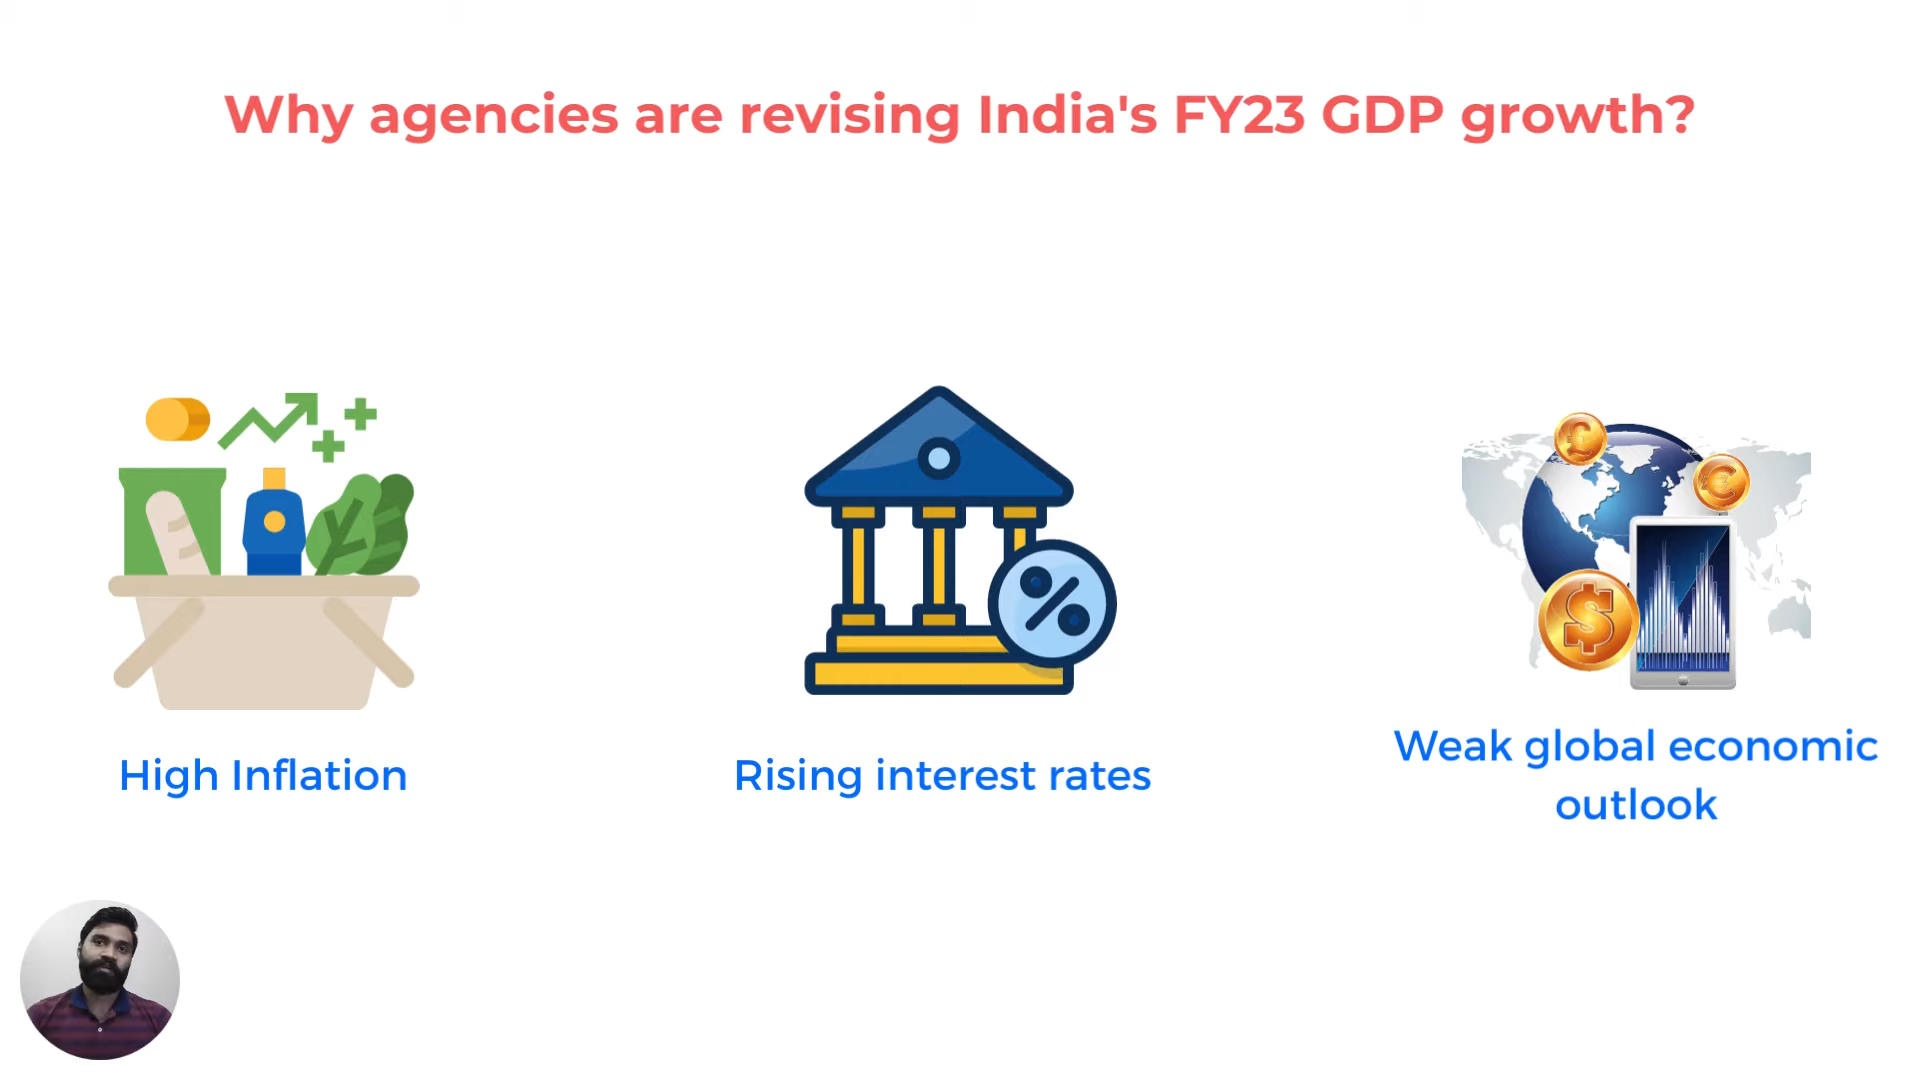 Why agencies are revising India's FY23 GDP growth?
High Inflation
Rising interest rates
Weak global economic
outlook